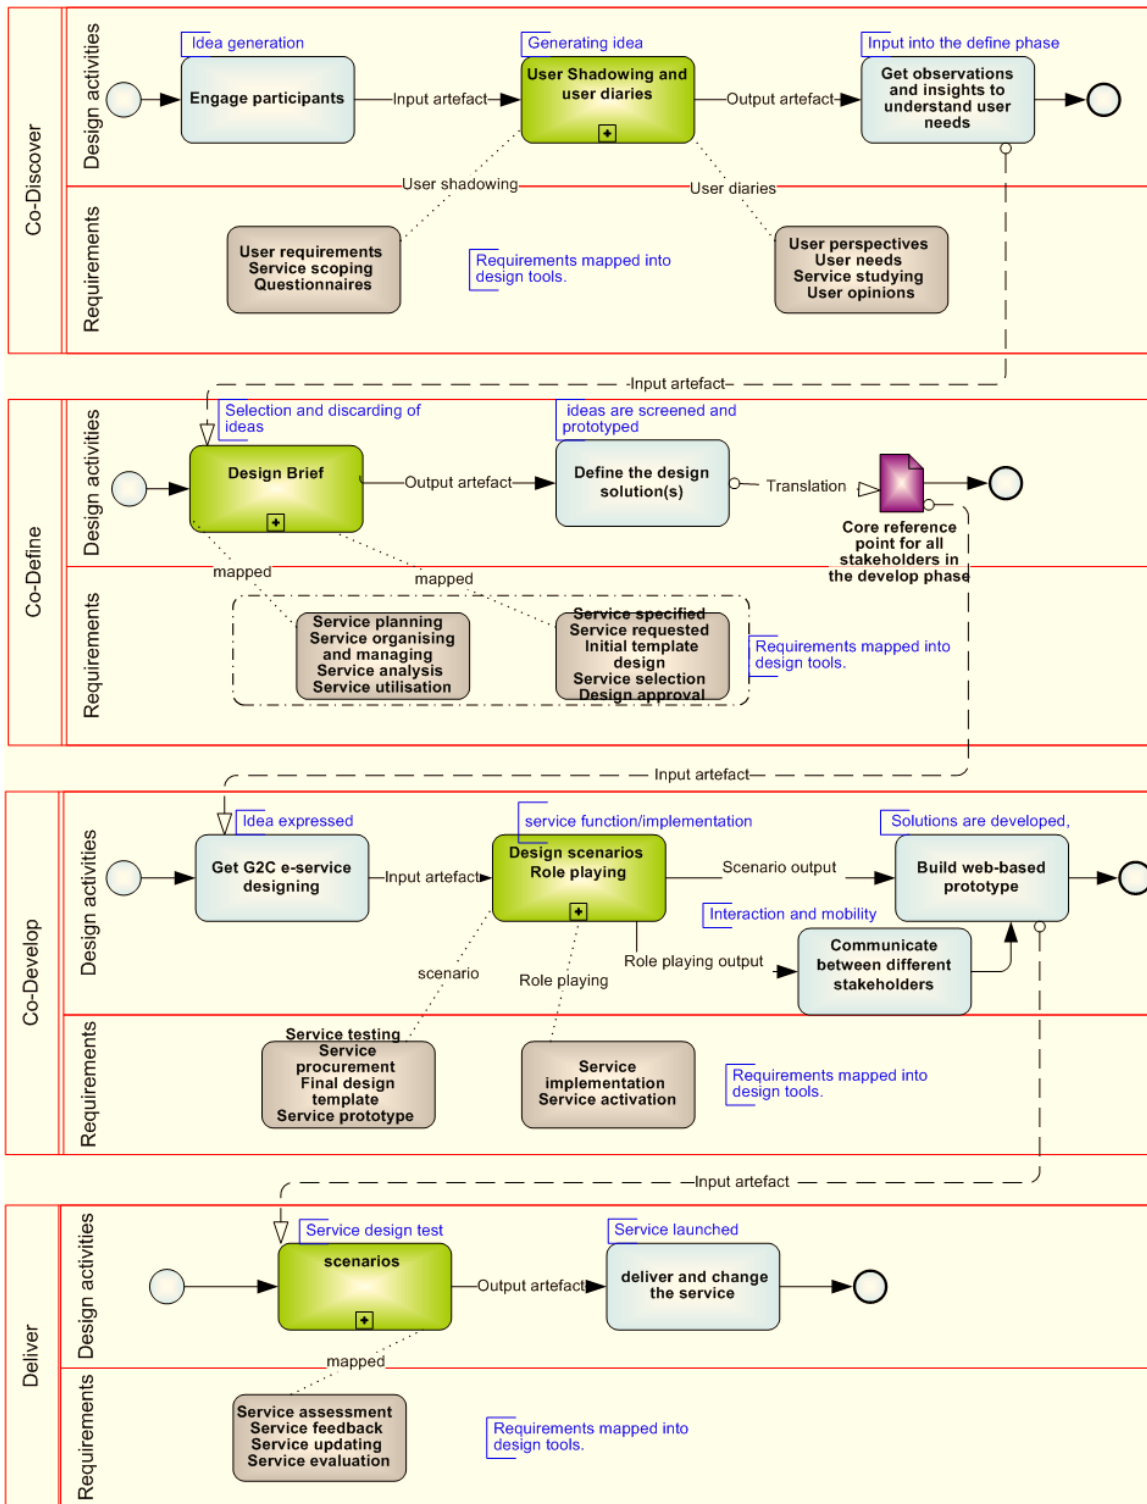 Co-Discover
Design activities
Idea generation
Engage participants
Input artefact
Generating idea
User Shadowing and
user diaries
Output artefact
Input into the define phase
Get observations
and insights to
understand user
needs
Requirements
User shadowing
User diaries
User requirements
Service scoping
Questionnaires
Requirements mapped into
design tools.
User perspectives
User needs
Service studying
User opinions
Input artefact
Co-Define
Design activities
Selection and discarding of
ideas
Design Brief
Output artefact
ideas are screened and
prototyped
Define the design
solution(s)
Translation
Core reference
point for all
stakeholders in
the develop phase
Requirements
mapped
mapped
Service planning
Service organising
and managing
Service analysis
Service utilisation
Service specified
Service requested
Initial template
design
Service selection
Design approval
Requirements mapped into
design tools.
Input artefact
Co-Develop
Design activities
Idea expressed
Get G2C e-service
designing
Input artefact
service function/implementation
Design scenarios
Role playing
Scenario output
Solutions are developed,
Build web-based
prototype
Interaction and mobility
Role playing output
Communicate
between different
stakeholders
scenario
Role playing
Requirements
Service testing
Service
procurement
Final design
template
Service prototype
Service
implementation
Service activation
Requirements mapped into
design tools.
Input artefact
Deliver
Design activities
Service design test
scenarios
Output artefact
Service launched
deliver and change
the service
mapped
Requirements
Service assessment
Service feedback
Service updating
Service evaluation
Requirements mapped into
design tools.